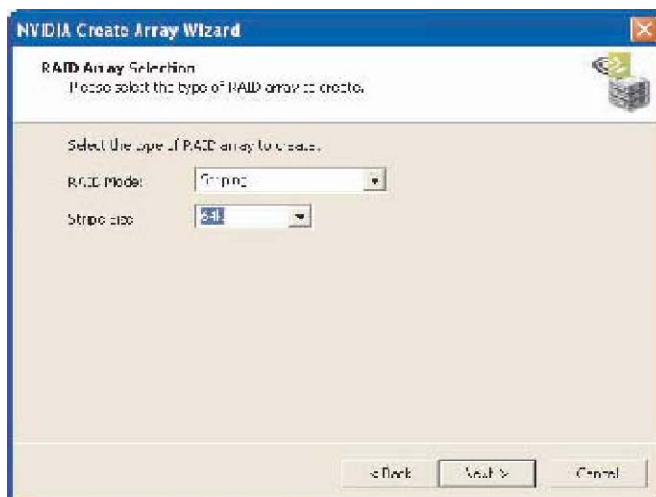 NVIDIA Create Array Wizard
RAID Array Selection
Please select the type of RAID array to create.
Select the type of RAID array to create.
RAID Mode:
Striping
Stripe Size
64k
< Back
Next >
Cancel